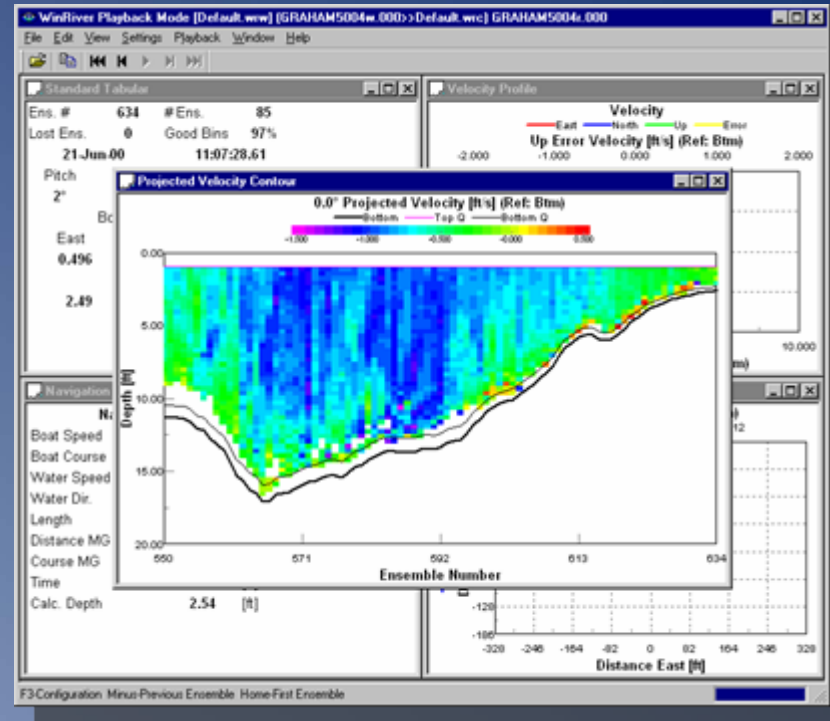 WinRiver Playback Mode [Default.wrw] (GRAHAM5004w.000>>Default.wrc) GRAHAM5004r.000
File Edit View Settings Playback Window Help
Standard Tabular
Ens. # 634 # Ens. 85
Lost Ens. 0 Good Bins 97%
21-Jun-00 11:07:28.61
Pitch
2°
East
0.496
2.49
Velocity Profile
Velocity
East North Up Error
Up Error Velocity [ft/s] (Ref: Btm)
-2.000 -1.000 0.000 1.000 2.000
10.000
Projected Velocity Contour
0.0° Projected Velocity [ft/s] (Ref: Btm)
Bottom Top Q Bottom Q
-1.000 -0.500 0.500
0.00
5.00
10.00
15.00
20.00
Depth [ft]
550 571 592 613 634
Ensemble Number
Navigation
Boat Speed
Boat Course
Water Speed
Water Dir.
Length
Distance MG
Course MG
Time
Calc. Depth 2.54 [ft]
-328 -246 -164 -82 0 82 164 246 328
Distance East [ft]
F3-Configuration Minus-Previous Ensemble Home-First Ensemble